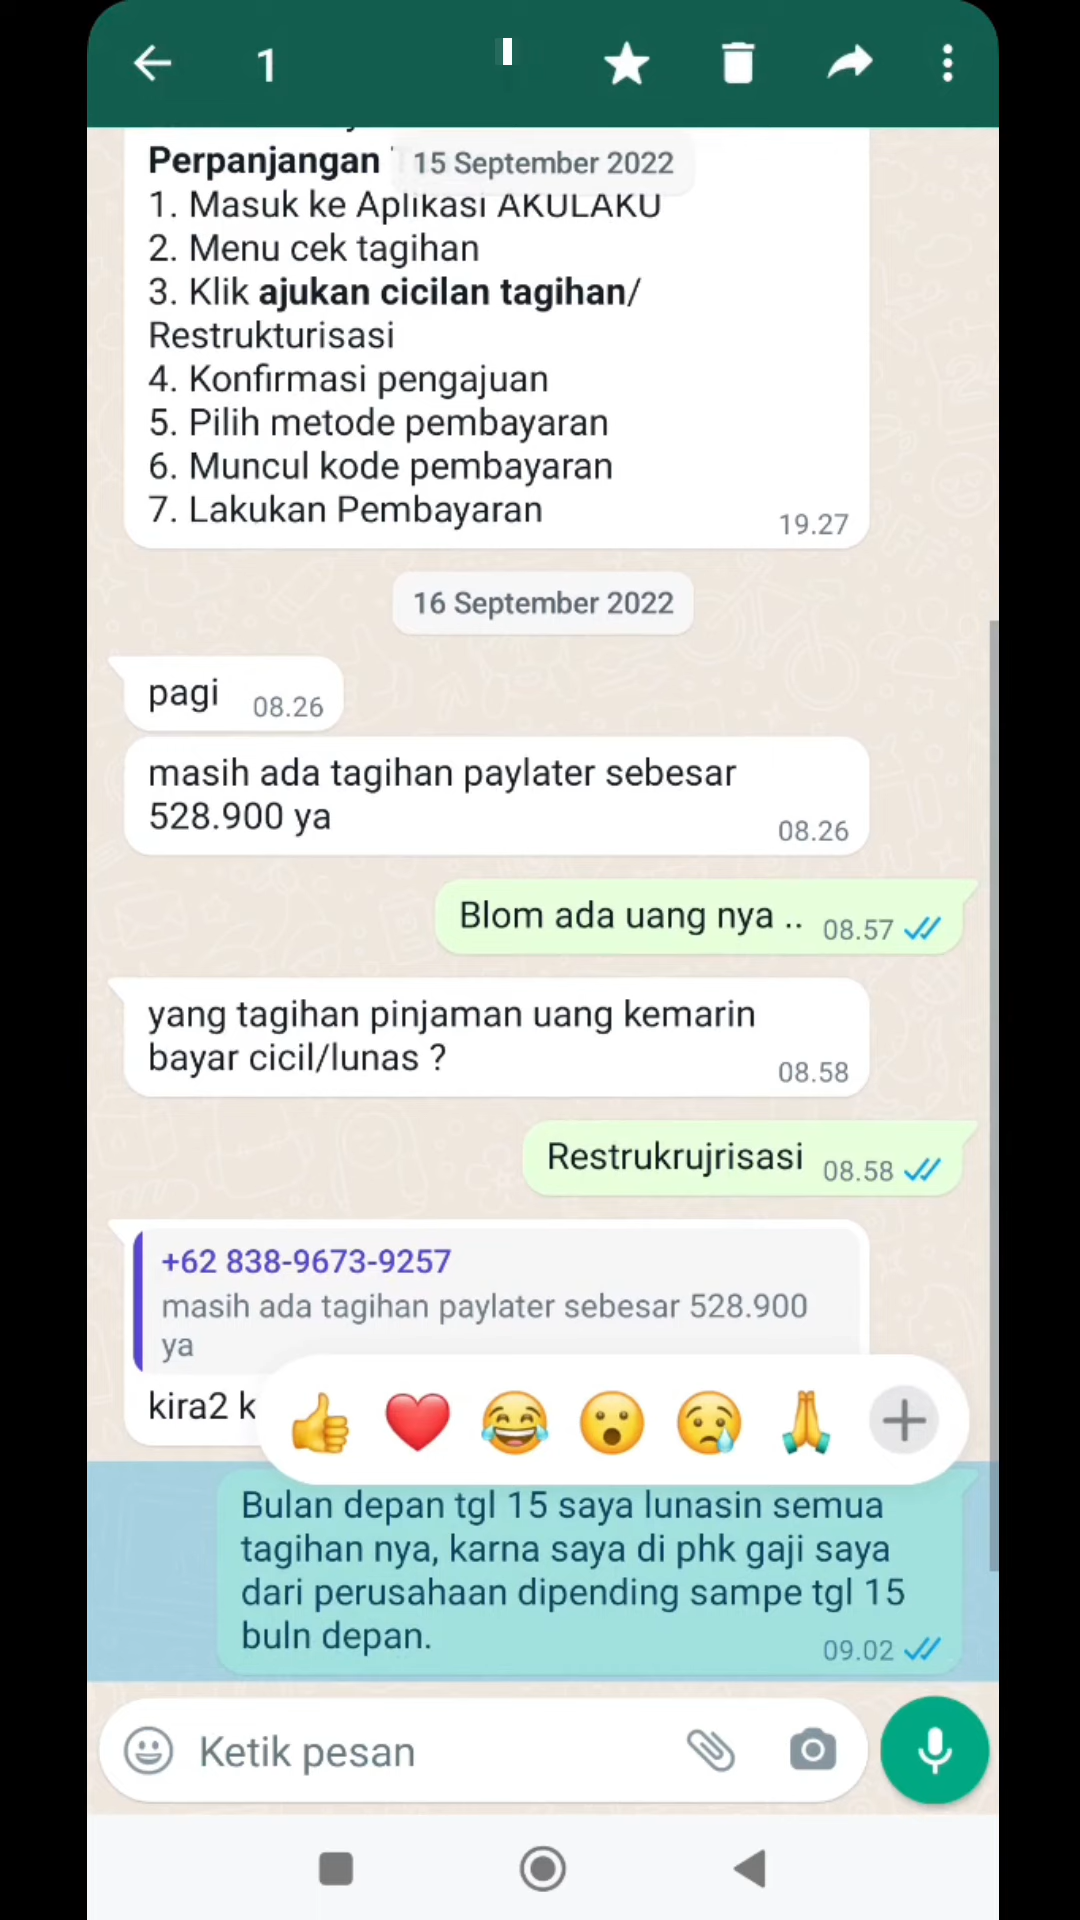 1
Perpanjangan
15 September 2022
1. Masuk ke Aplikasi AKULAKU
2. Menu cek tagihan
3. Klik ajukan cicilan tagihan/
Restrukturisasi
4. Konfirmasi pengajuan
5. Pilih metode pembayaran
6. Muncul kode pembayaran
7. Lakukan Pembayaran
19.27
16 September 2022
pagi 08.26
masih ada tagihan paylater sebesar
528.900 ya
08.26
Blom ada uang nya .. 08.57
yang tagihan pinjaman uang kemarin
bayar cicil/lunas ?
08.58
Restrukrujrisasi 08.58
+62 838-9673-9257
masih ada tagihan paylater sebesar 528.900
ya
kira2 k
Bulan depan tgl 15 saya lunasin semua
tagihan nya, karna saya di phk gaji saya
dari perusahaan dipending sampe tgl 15
buln depan.
09.02
Ketik pesan